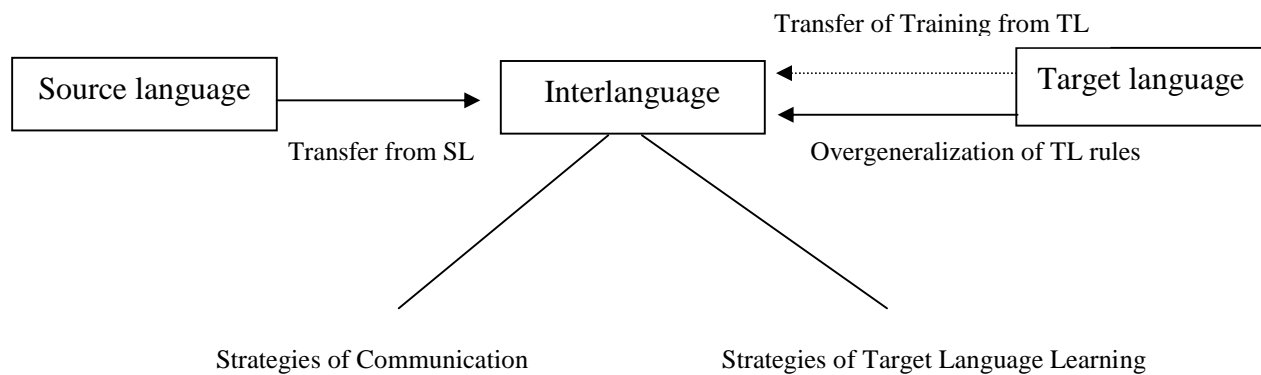 Transfer of Training from TL
Source language
Interlanguage
Target language
Transfer from SL
Overgeneralization of TL rules
Strategies of Communication
Strategies of Target Language Learning